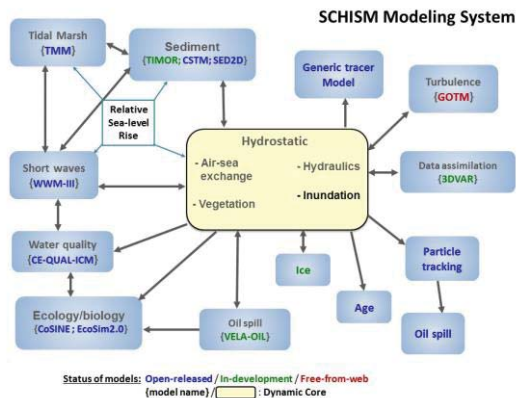 SCHISM Modeling System
Tidal Marsh
{TMM}
Sediment
{TIMOR; CSTM; SED2D}
Generic tracer
Model
Turbulence
{GOTM}
Relative
Sea-level
Rise
Hydrostatic
- Air-sea
exchange
- Hydraulics
- Vegetation
- Inundation
Data assimilation
{3DVAR}
Short waves
{WWM-III}
Water quality
{CE-QUAL-ICM}
Particle
tracking
Ice
Age
Ecology/biology
{CoSINE; EcoSim2.0}
Oil spill
{VELA-OIL}
Oil spill
Status of models: Open-released / In-development / Free-from-web
{model name} / : Dynamic Core